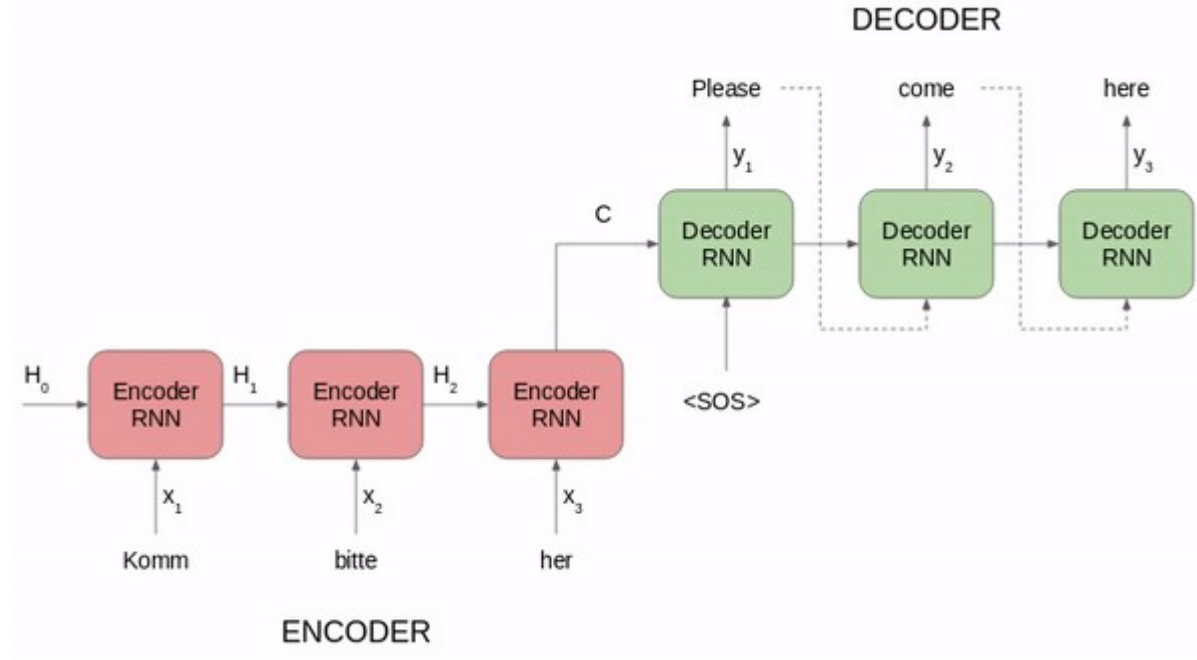 DECODER
Please
come
here
y1
y2
y3
C
Decoder
RNN
Decoder
RNN
Decoder
RNN
<SOS>
H0
H1
H2
Encoder
RNN
Encoder
RNN
Encoder
RNN
x1
x2
x3
Komm
bitte
her
ENCODER